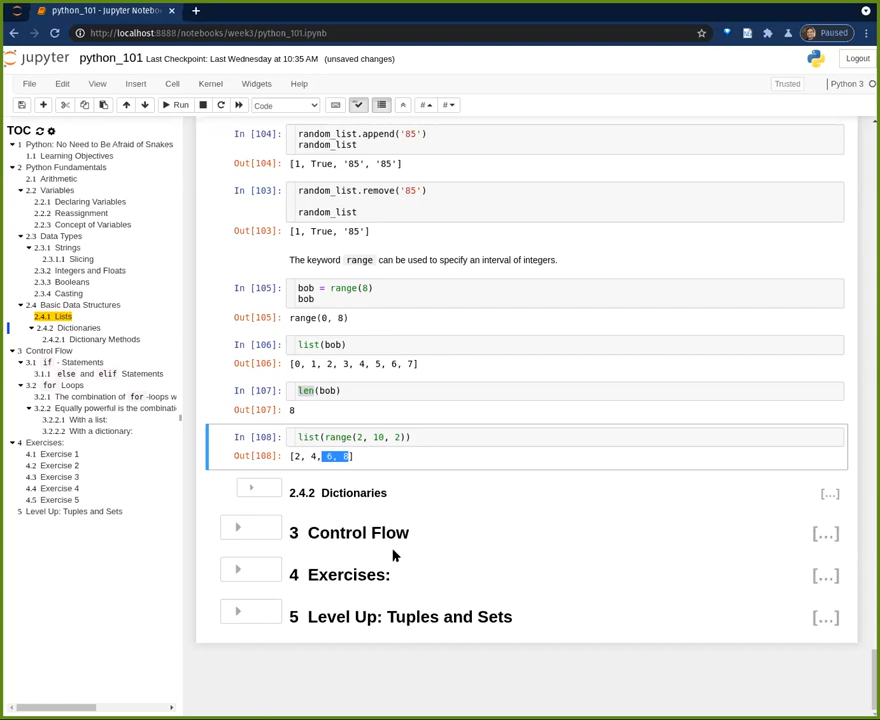 python_101 - Jupyter Notebo
http://localhost:8888/notebooks/week3/python_101.ipynb
Paused
jupyter python_101 Last Checkpoint: Last Wednesday at 10:35 AM (unsaved changes)
Logout
File Edit View Insert Cell Kernel Widgets Help
Trusted
Python 3
Run
Code
TOC
1 Python: No Need to Be Afraid of Snakes
1.1 Learning Objectives
2 Python Fundamentals
2.1 Arithmetic
2.2 Variables
2.2.1 Declaring Variables
2.2.2 Reassignment
2.2.3 Concept of Variables
2.3 Data Types
2.3.1 Strings
2.3.1.1 Slicing
2.3.2 Integers and Floats
2.3.3 Booleans
2.3.4 Casting
2.4 Basic Data Structures
2.4.1 Lists
2.4.2 Dictionaries
2.4.2.1 Dictionary Methods
3 Control Flow
3.1 if - Statements
3.1.1 else and elif Statements
3.2 for Loops
3.2.1 The combination of for -loops w
3.2.2 Equally powerful is the combinati
3.2.2.1 With a list:
3.2.2.2 With a dictionary:
4 Exercises:
4.1 Exercise 1
4.2 Exercise 2
4.3 Exercise 3
4.4 Exercise 4
4.5 Exercise 5
5 Level Up: Tuples and Sets
In [104]: random_list.append('85')
random_list
Out[104]: [1, True, '85', '85']
In [103]: random_list.remove('85')
random_list
Out[103]: [1, True, '85']
The keyword range can be used to specify an interval of integers.
In [105]: bob = range(8)
bob
Out[105]: range(0, 8)
In [106]: list(bob)
Out[106]: [0, 1, 2, 3, 4, 5, 6, 7]
In [107]: len(bob)
Out[107]: 8
In [108]: list(range(2, 10, 2))
Out[108]: [2, 4, 6, 8]
2.4.2 Dictionaries [...]
3 Control Flow [...]
4 Exercises: [...]
5 Level Up: Tuples and Sets [...]